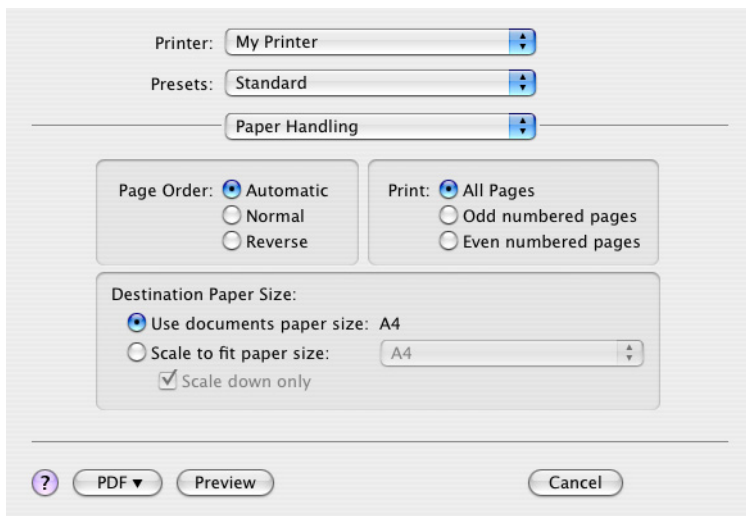 Printer: My Printer
Presets: Standard
Paper Handling
Page Order: Automatic
Normal
Reverse
Print: All Pages
Odd numbered pages
Even numbered pages
Destination Paper Size:
Use documents paper size: A4
Scale to fit paper size: A4
Scale down only
? PDF ▼ Preview Cancel